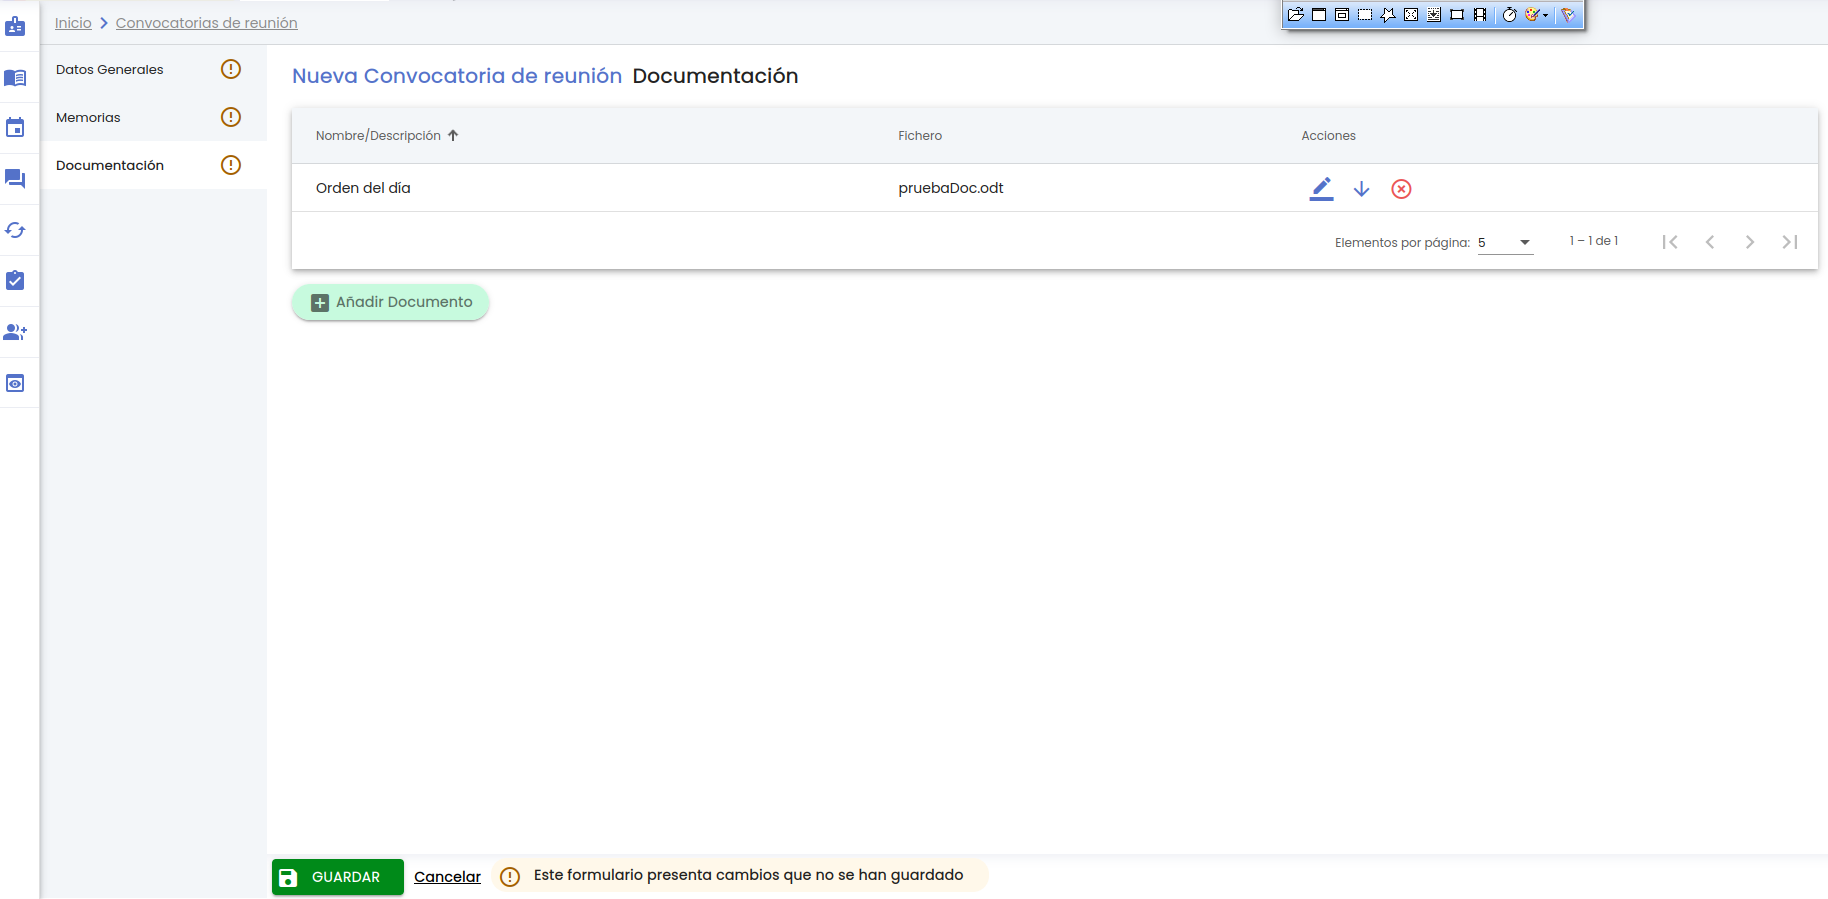 Inicio > Convocatorias de reunión
Datos Generales
Memorias
Documentación
Nueva Convocatoria de reunión Documentación
Nombre/Descripción Fichero Acciones
Orden del día pruebaDoc.odt
Elementos por página: 5 1 – 1 de 1
Añadir Documento
GUARDAR Cancelar Este formulario presenta cambios que no se han guardado